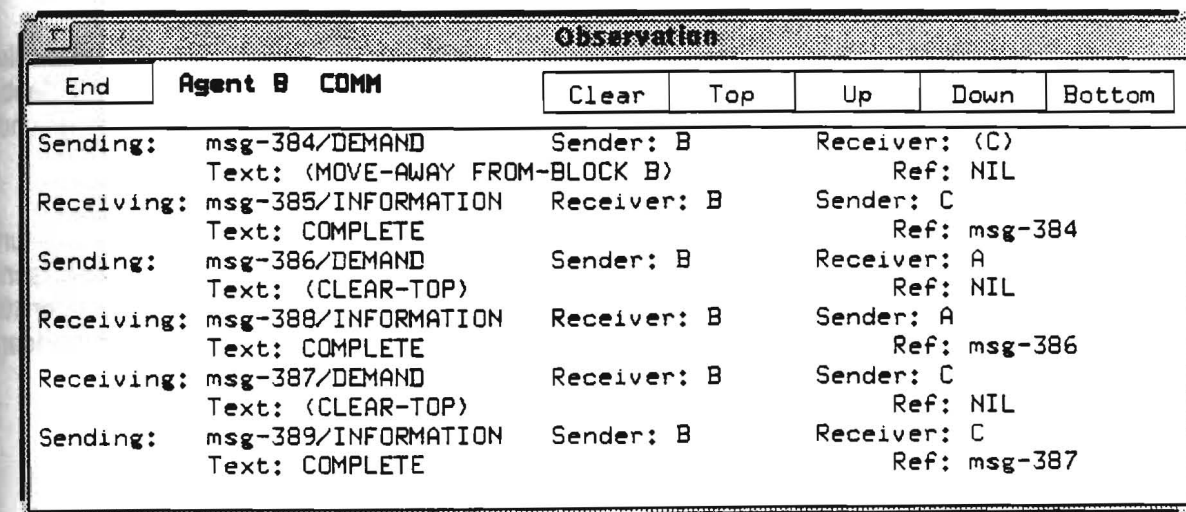 Observation
End Agent B COMM Clear Top Up Down Bottom
Sending: msg-384/DEMAND Sender: B Receiver: (C)
Text: (MOVE-AWAY FROM-BLOCK B) Ref: NIL
Receiving: msg-385/INFORMATION Receiver: B Sender: C
Text: COMPLETE Ref: msg-384
Sending: msg-386/DEMAND Sender: B Receiver: A
Text: (CLEAR-TOP) Ref: NIL
Receiving: msg-388/INFORMATION Receiver: B Sender: A
Text: COMPLETE Ref: msg-386
Receiving: msg-387/DEMAND Receiver: B Sender: C
Text: (CLEAR-TOP) Ref: NIL
Sending: msg-389/INFORMATION Sender: B Receiver: C
Text: COMPLETE Ref: msg-387